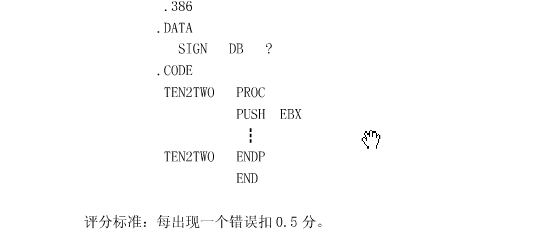 .386
.DATA
SIGN DB ?
.CODE
TEN2TWO PROC
PUSH EBX
⋮
TEN2TWO ENDP
END
评分标准：每出现一个错误扣0.5分。